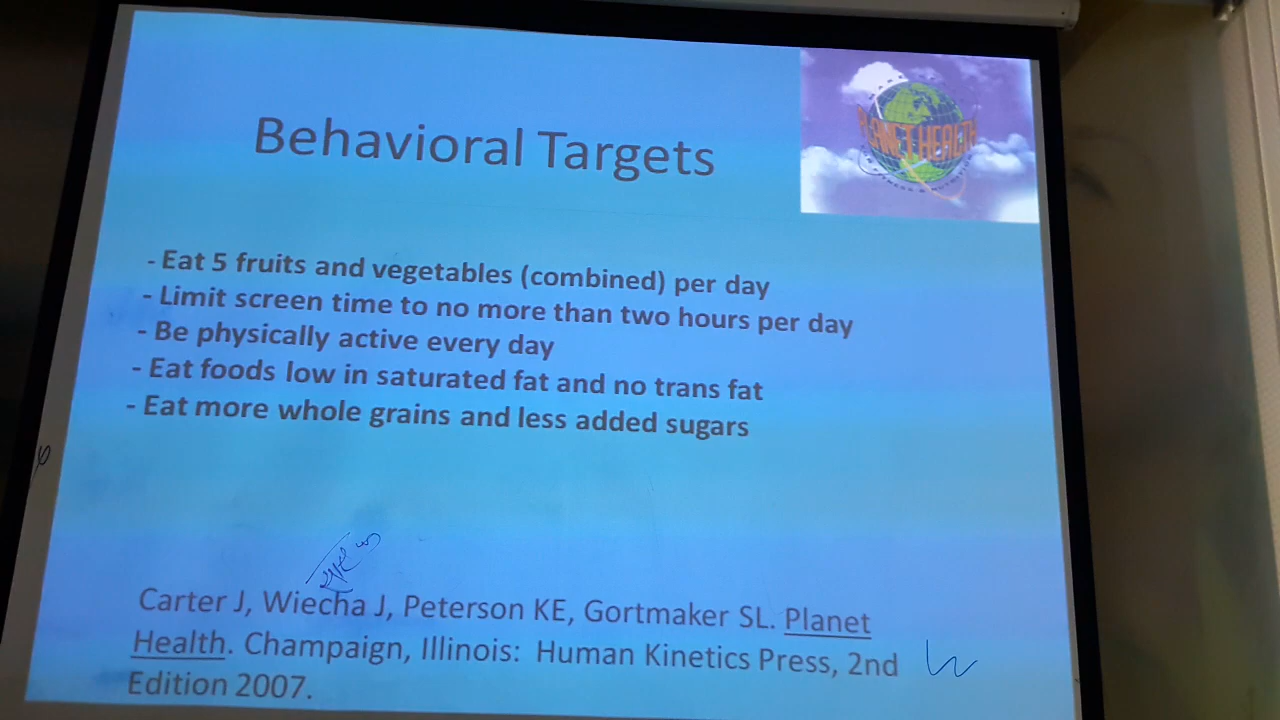 Behavioral Targets
PLANET HEALTH
- Eat 5 fruits and vegetables (combined) per day
- Limit screen time to no more than two hours per day
- Be physically active every day
- Eat foods low in saturated fat and no trans fat
- Eat more whole grains and less added sugars
Carter J, Wiecha J, Peterson KE, Gortmaker SL. Planet
Health. Champaign, Illinois: Human Kinetics Press, 2nd
Edition 2007.